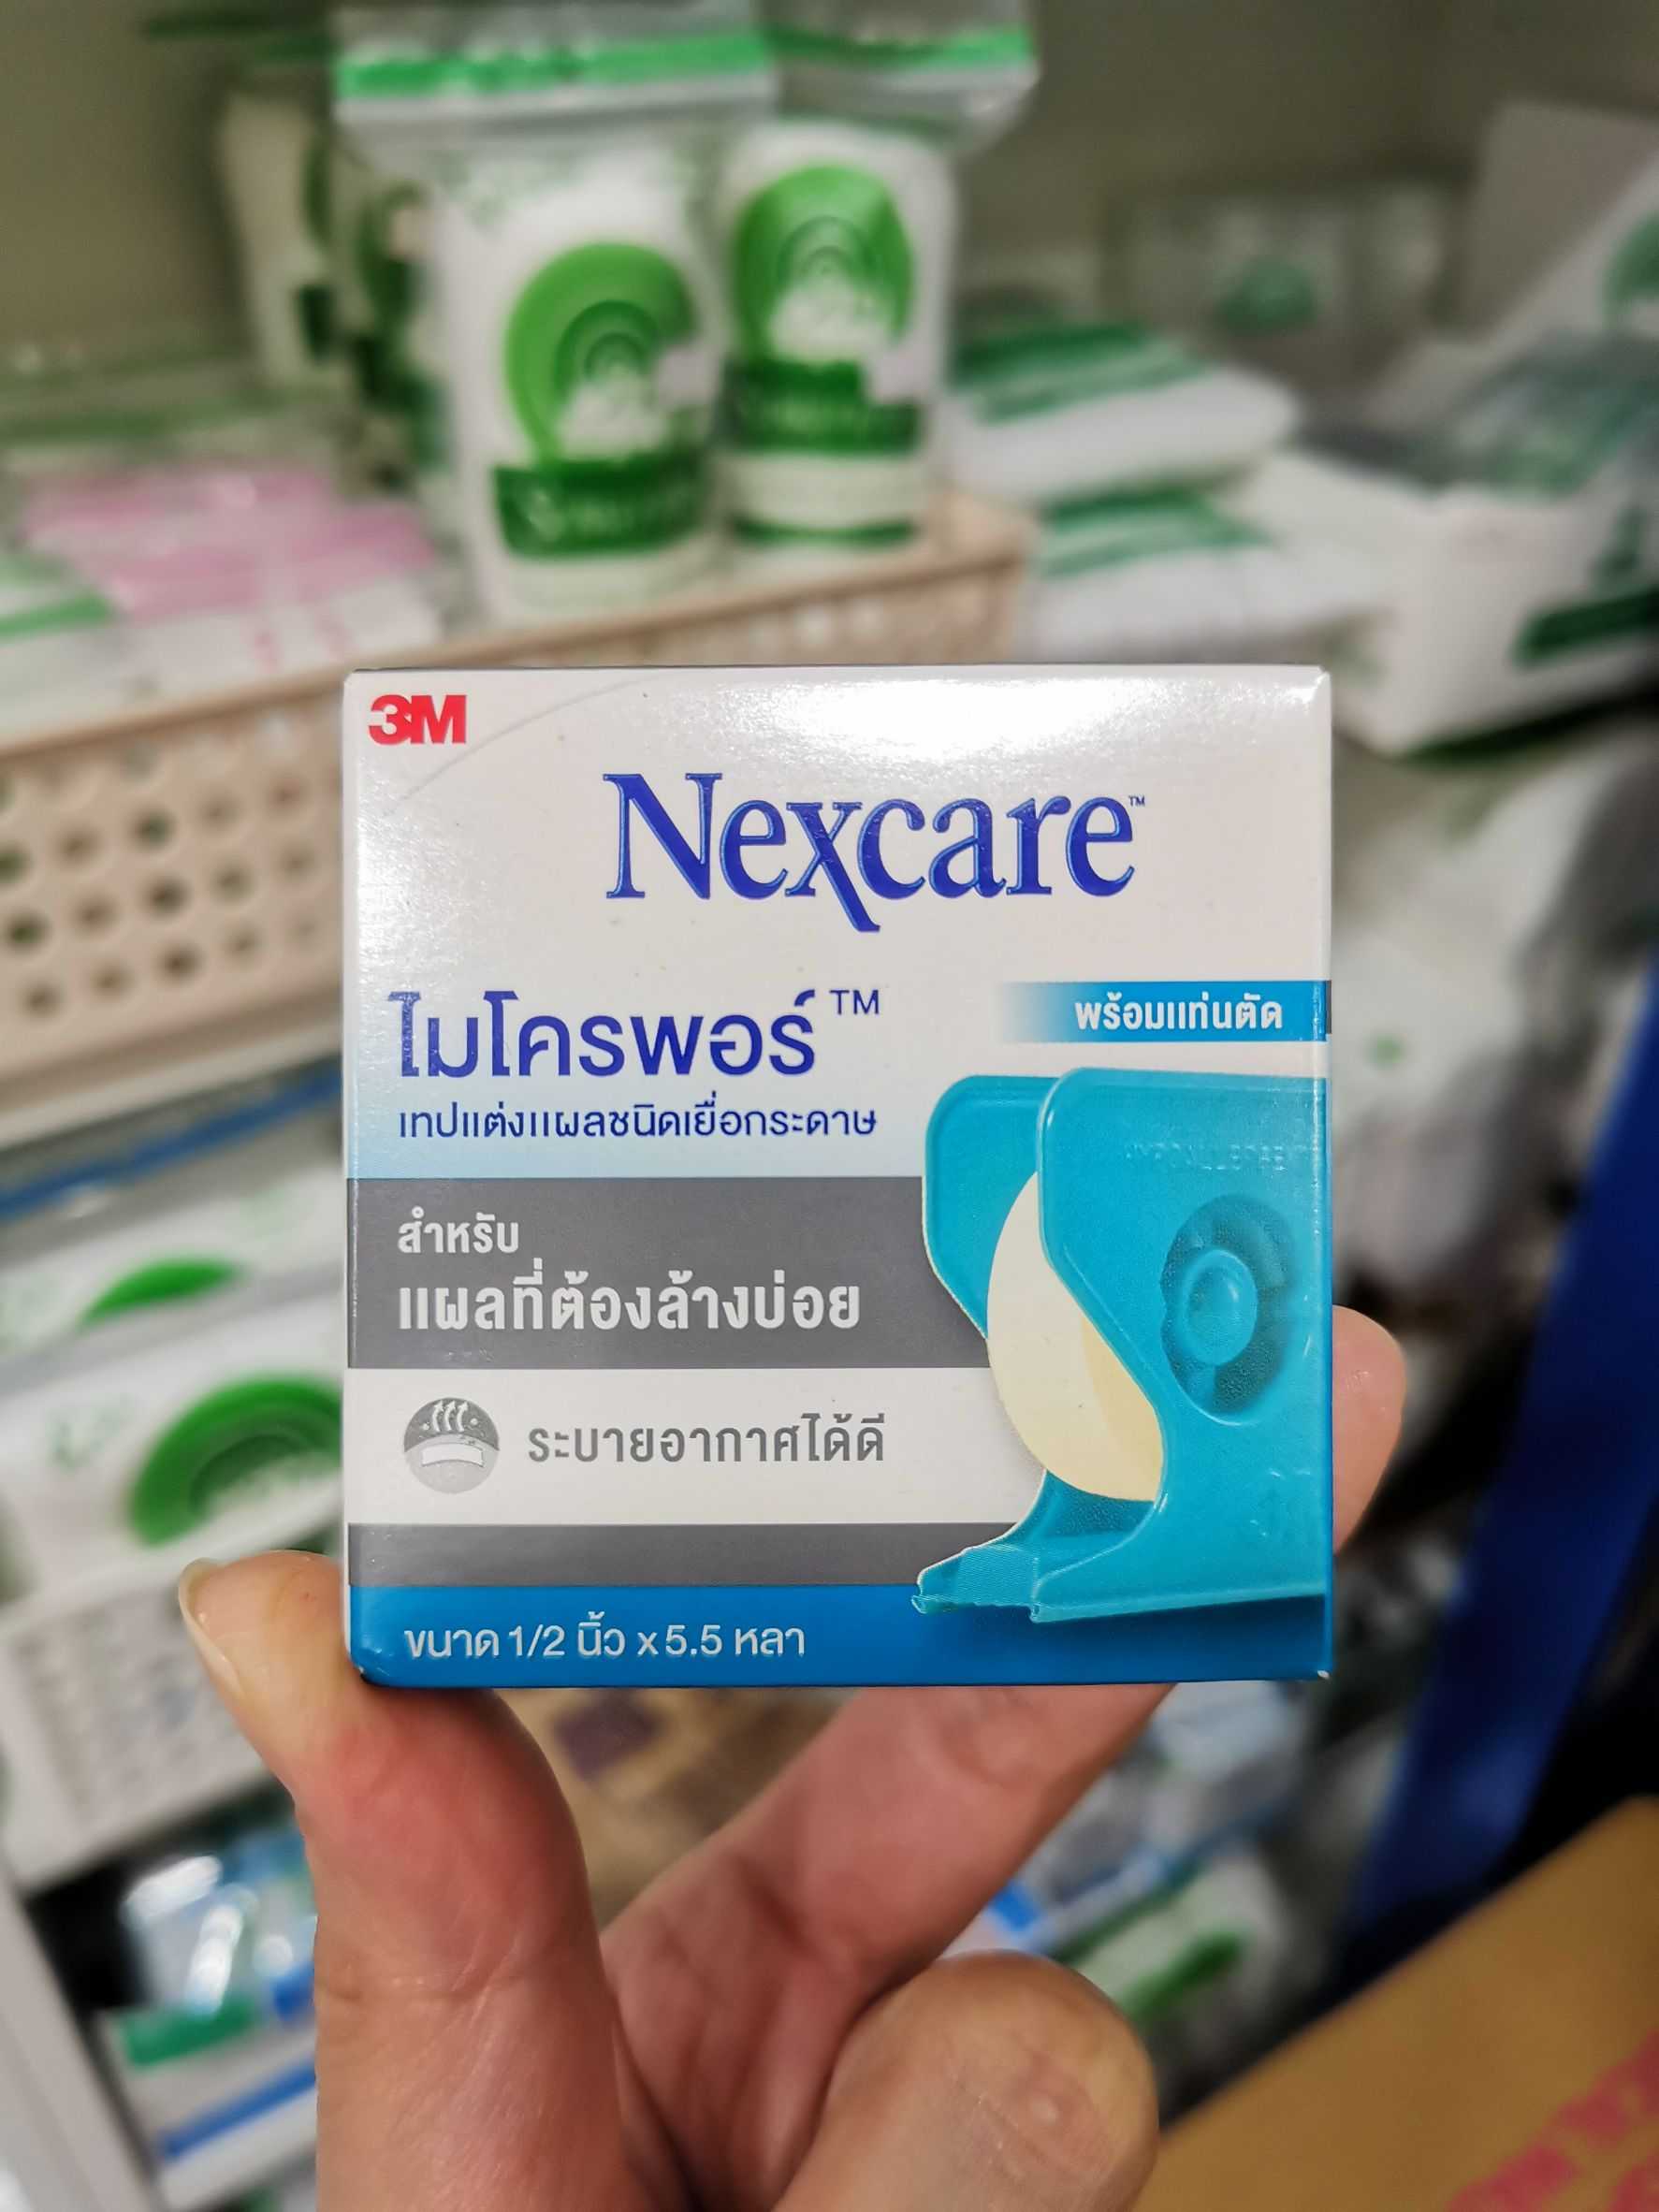 3M
Nexcare™
ไมโครพอร์™
พร้อมแท่นตัด
เทปแต่งแผลชนิดเยื่อกระดาษ
สำหรับ
แผลที่ต้องล้างบ่อย
ระบายอากาศได้ดี
ขนาด 1/2 นิ้ว x 5.5 หลา